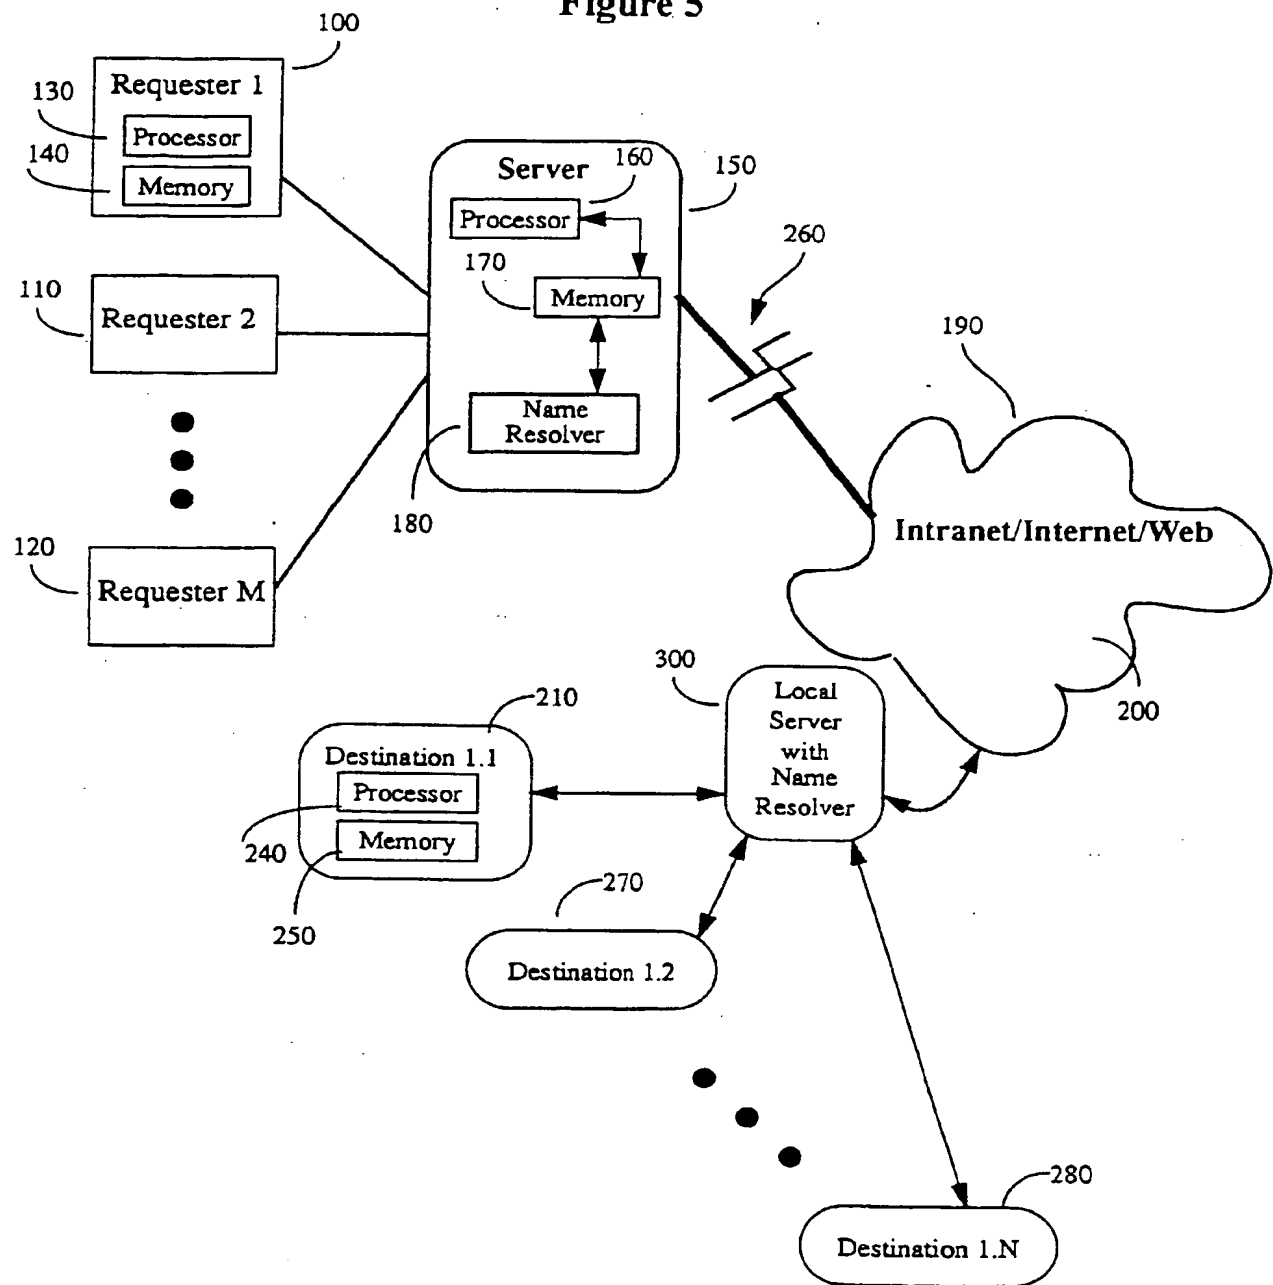 Figure 5
100
Requester 1
130
Processor
140
Memory
Server
160
150
Processor
260
170
Memory
110
Requester 2
190
Name
Resolver
180
Intranet/Internet/Web
120
Requester M
300
Local
Server
with
Name
Resolver
200
210
Destination 1.1
Processor
Memory
240
250
270
Destination 1.2
280
Destination 1.N